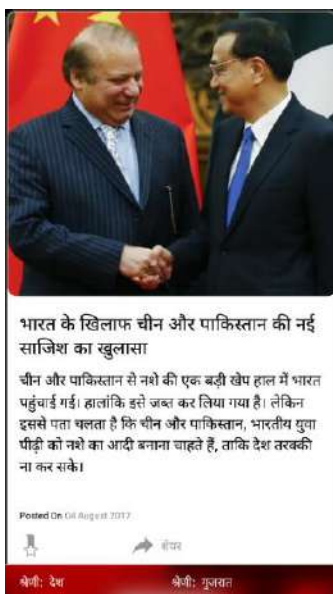 भारत के खिलाफ चीन और पाकिस्तान की नई
साजिश का खुलासा
चीन और पाकिस्तान से नशे की एक बड़ी खेप हाल में भारत
पहुंचाई गई। हालांकि इसे जब्त कर लिया गया है। लेकिन
इससे पता चलता है कि चीन और पाकिस्तान, भारतीय युवा
पीढ़ी को नशे का आदी बनाना चाहते हैं, ताकि देश तरक्की
ना कर सके।
Posted On 04 August 2017
शेयर
श्रेणी: देश श्रेणी: गुजरात